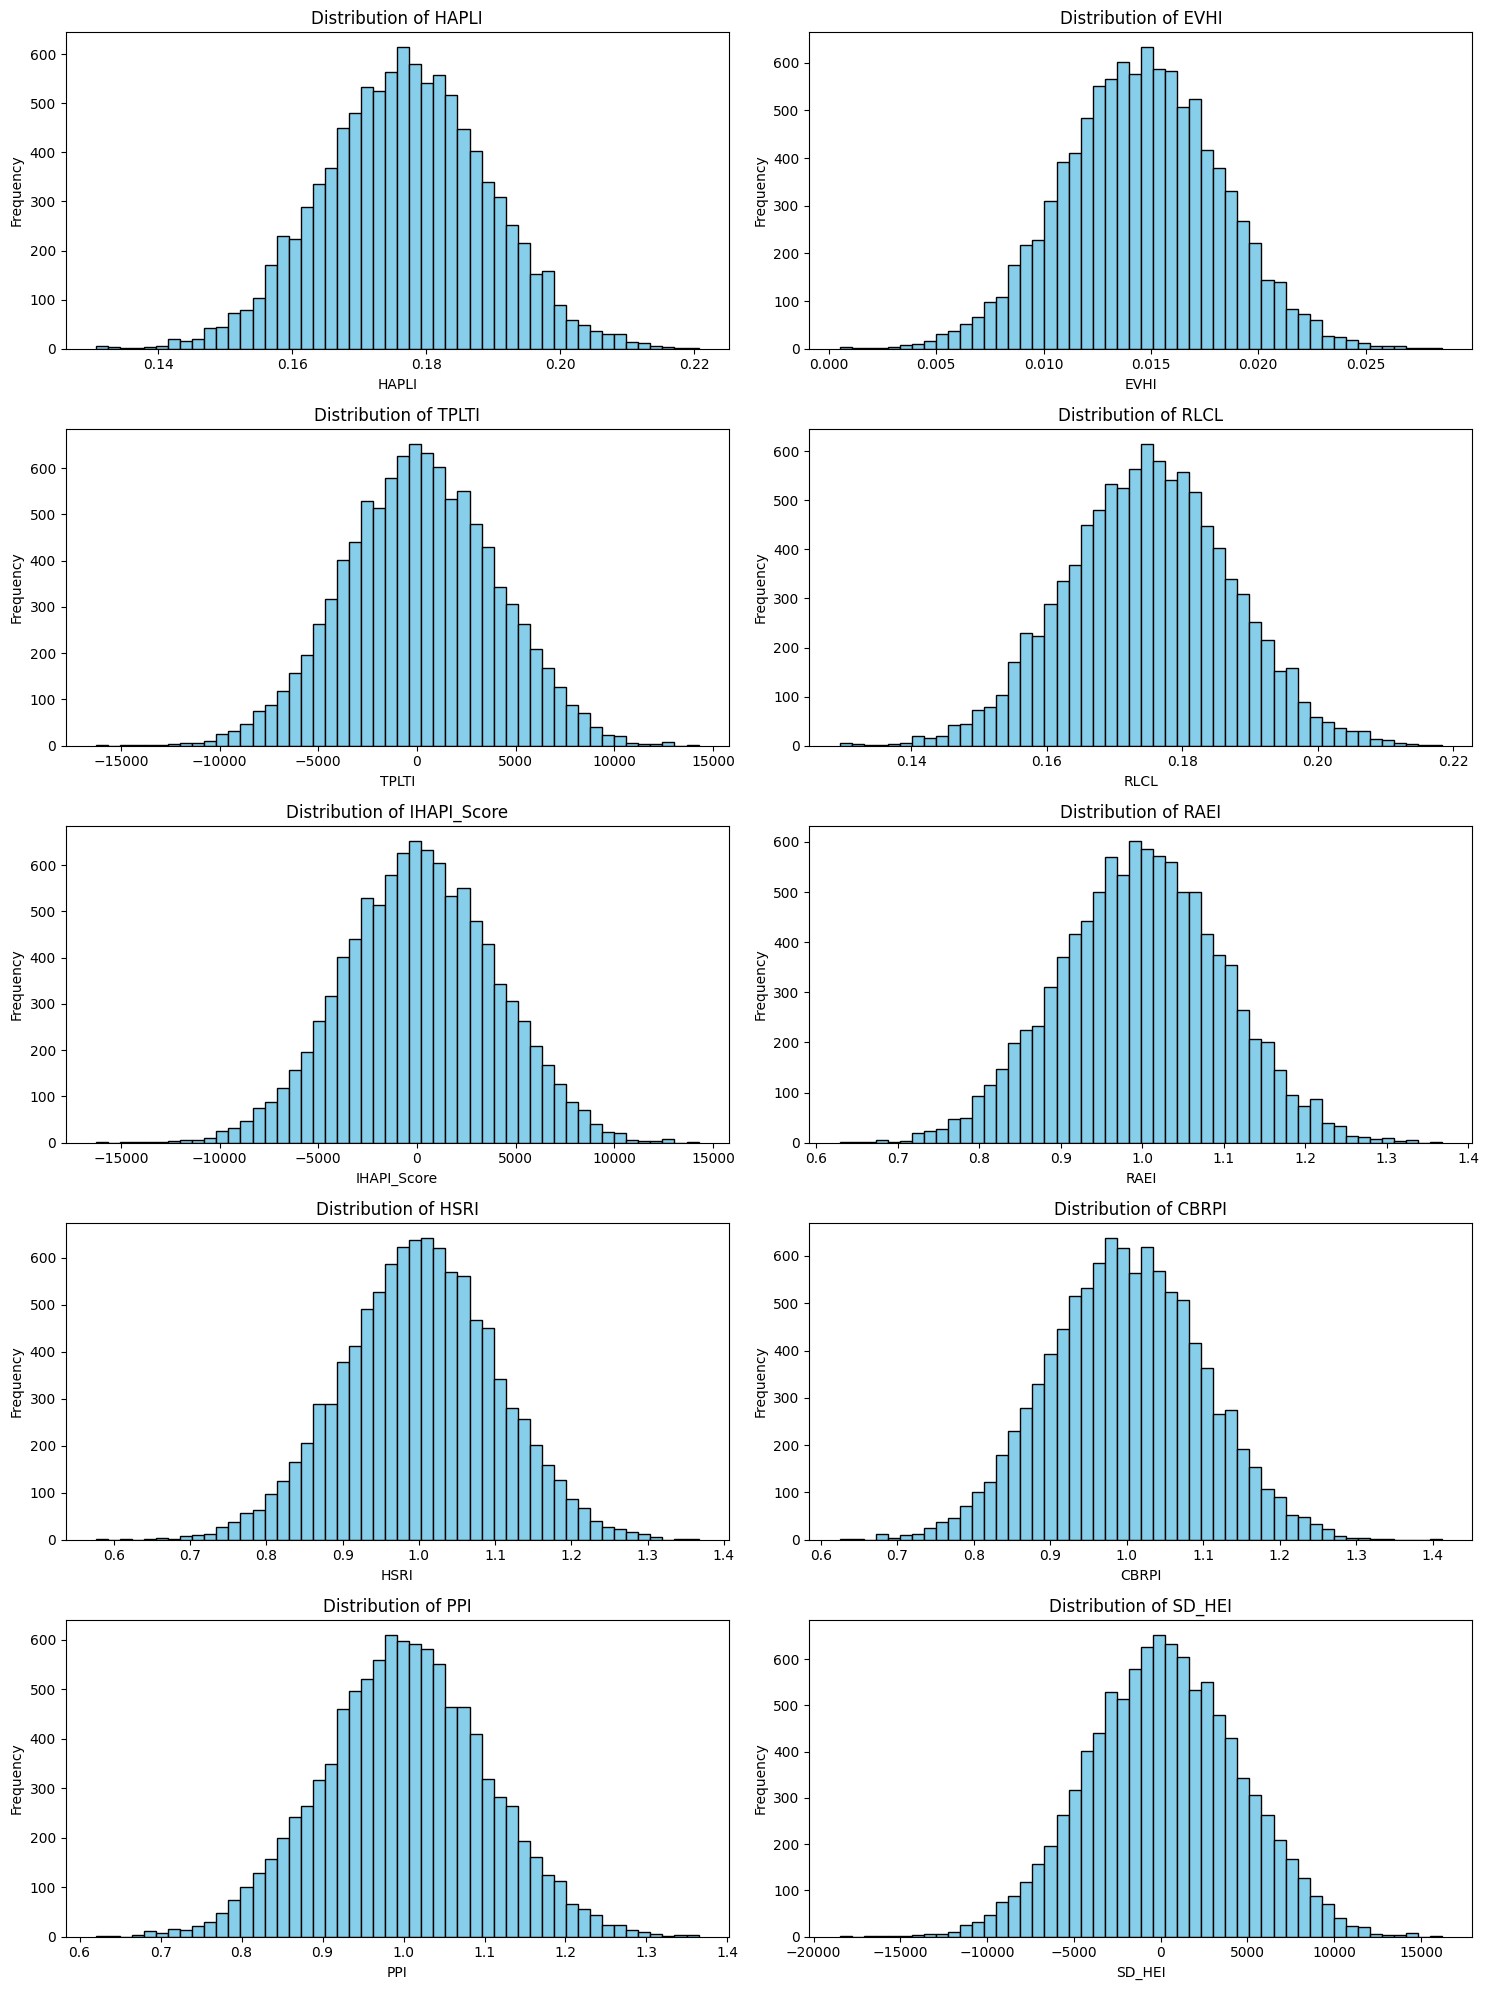 Distribution of HAPLI
Frequency
600
500
400
300
200
100
0
0.14 0.16 0.18 0.20 0.22
HAPLI
Distribution of EVHI
Frequency
600
500
400
300
200
100
0
0.000 0.005 0.010 0.015 0.020 0.025
EVHI
Distribution of TPLTI
Frequency
600
500
400
300
200
100
0
−15000 −10000 −5000 0 5000 10000 15000
TPLTI
Distribution of RLCL
Frequency
600
500
400
300
200
100
0
0.14 0.16 0.18 0.20 0.22
RLCL
Distribution of IHAPI_Score
Frequency
600
500
400
300
200
100
0
−15000 −10000 −5000 0 5000 10000 15000
IHAPI_Score
Distribution of RAEI
Frequency
600
500
400
300
200
100
0
0.6 0.7 0.8 0.9 1.0 1.1 1.2 1.3 1.4
RAEI
Distribution of HSRI
Frequency
600
500
400
300
200
100
0
0.6 0.7 0.8 0.9 1.0 1.1 1.2 1.3 1.4
HSRI
Distribution of CBRPI
Frequency
600
500
400
300
200
100
0
0.6 0.7 0.8 0.9 1.0 1.1 1.2 1.3 1.4
CBRPI
Distribution of PPI
Frequency
600
500
400
300
200
100
0
0.6 0.7 0.8 0.9 1.0 1.1 1.2 1.3 1.4
PPI
Distribution of SD_HEI
Frequency
600
500
400
300
200
100
0
−20000 −15000 −10000 −5000 0 5000 10000 15000
SD_HEI